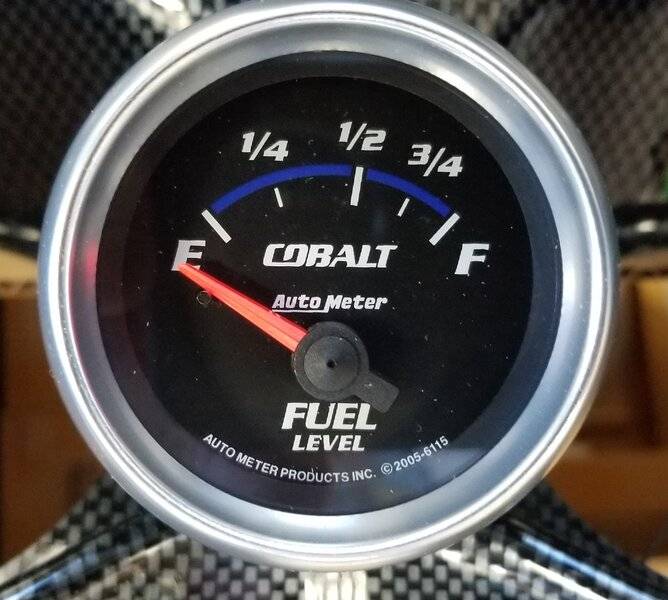 1/4 1/2 3/4
E F
COBALT
Auto Meter
FUEL
LEVEL
AUTO METER PRODUCTS INC. ©2005-6115